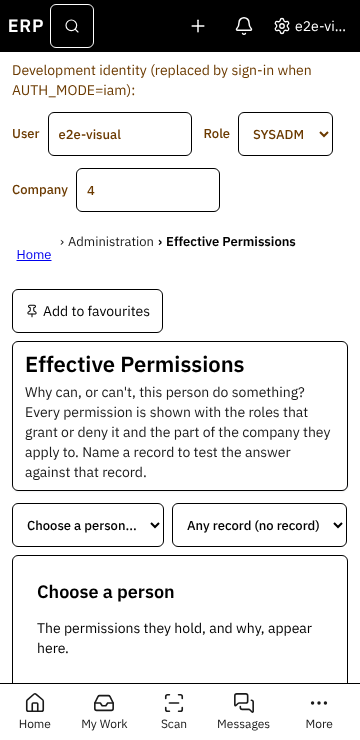 ERP e2e-vi...
Development identity (replaced by sign-in when
AUTH_MODE=iam):
User e2e-visual Role SYSADM
Company 4
Home › Administration › Effective Permissions
Add to favourites
Effective Permissions
Why can, or can't, this person do something?
Every permission is shown with the roles that
grant or deny it and the part of the company they
apply to. Name a record to test the answer
against that record.
Choose a person... Any record (no record)
Choose a person
The permissions they hold, and why, appear
here.
Home My Work Scan Messages More